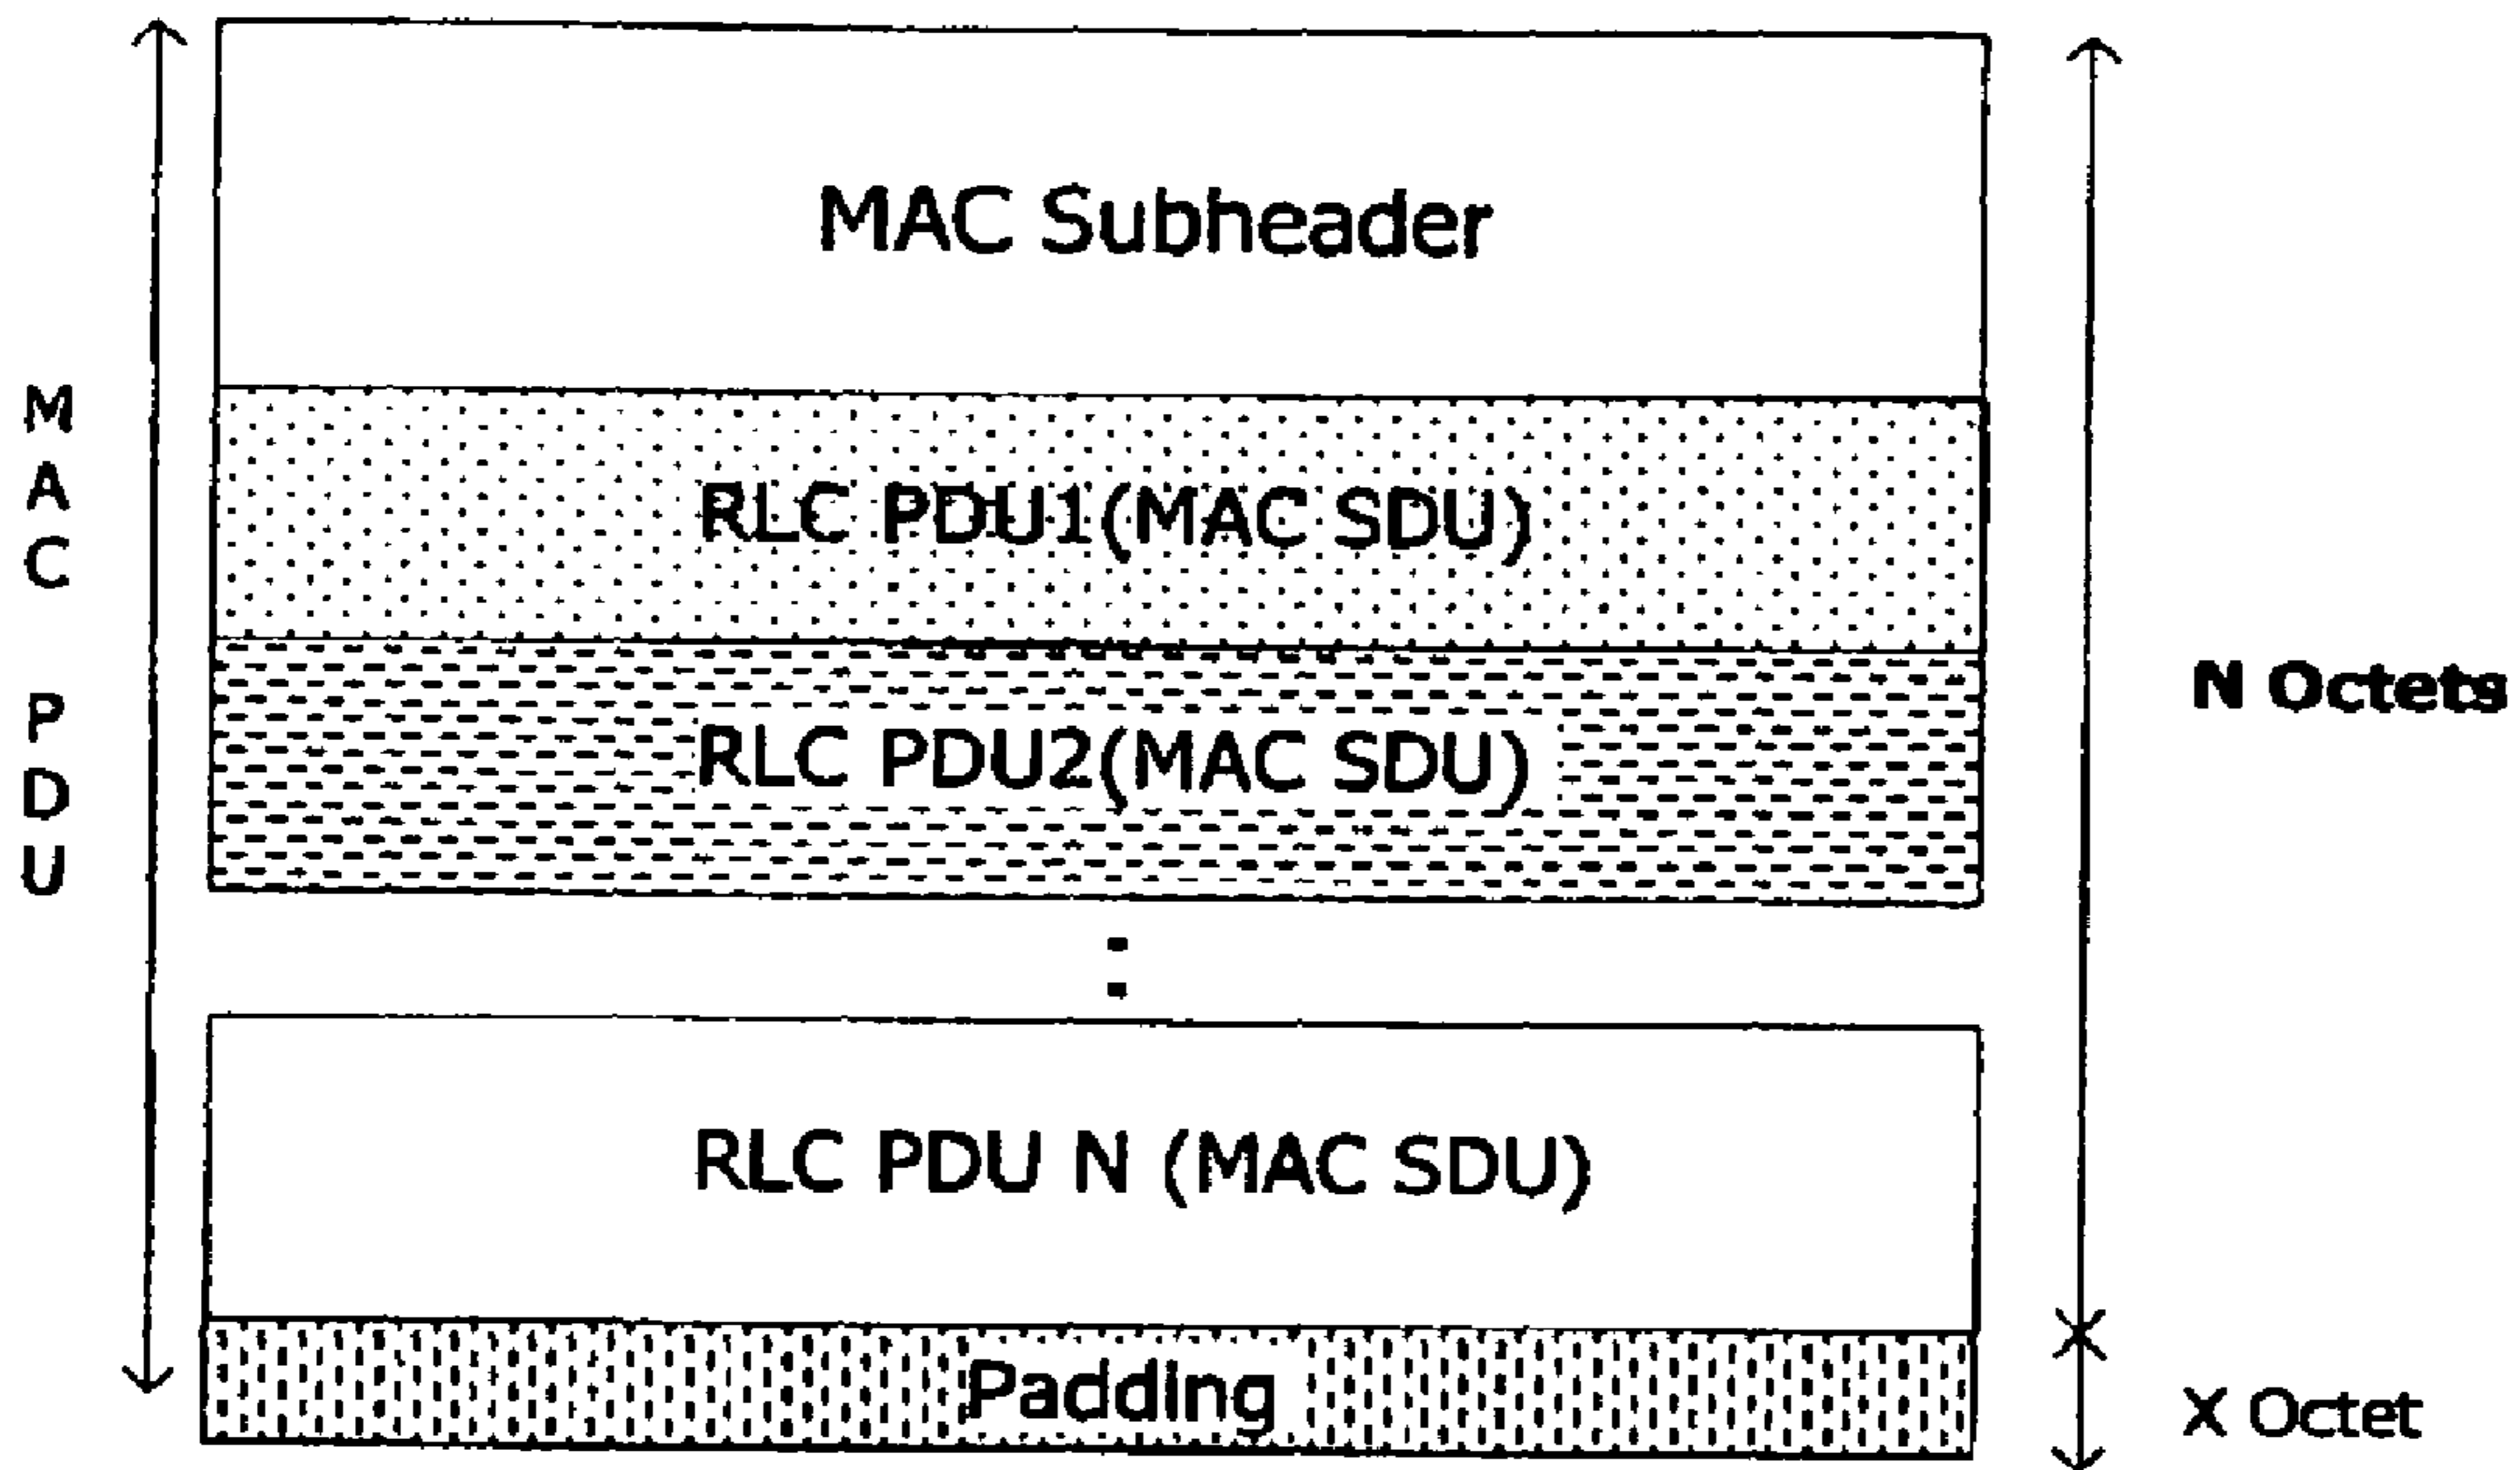 MAC Subheader
RLC PDU1(MAC SDU)
MAC PDU
RLC PDU2(MAC SDU)
N Octets
:
RLC PDU N (MAC SDU)
Padding
X Octet